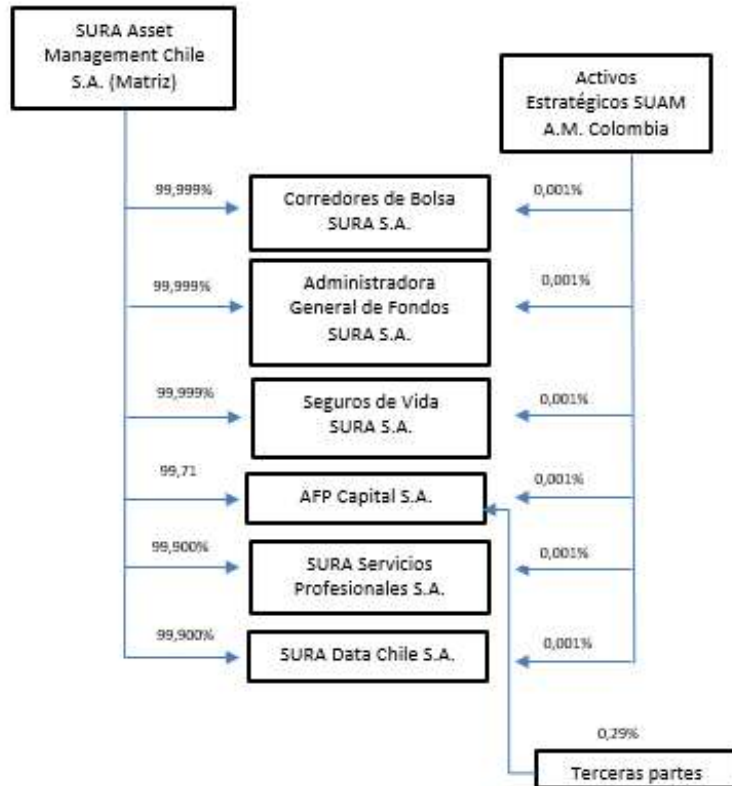 SURA Asset
Management Chile
S.A. (Matriz)
Activos
Estratégicos SUAM
A.M. Colombia
99,999%
Corredores de Bolsa
SURA S.A.
0,001%
99,999%
Administradora
General de Fondos
SURA S.A.
0,001%
99,999%
Seguros de Vida
SURA S.A.
0,001%
99,71
AFP Capital S.A.
0,001%
99,900%
SURA Servicios
Profesionales S.A.
0,001%
99,900%
SURA Data Chile S.A.
0,001%
0,29%
Terceras partes